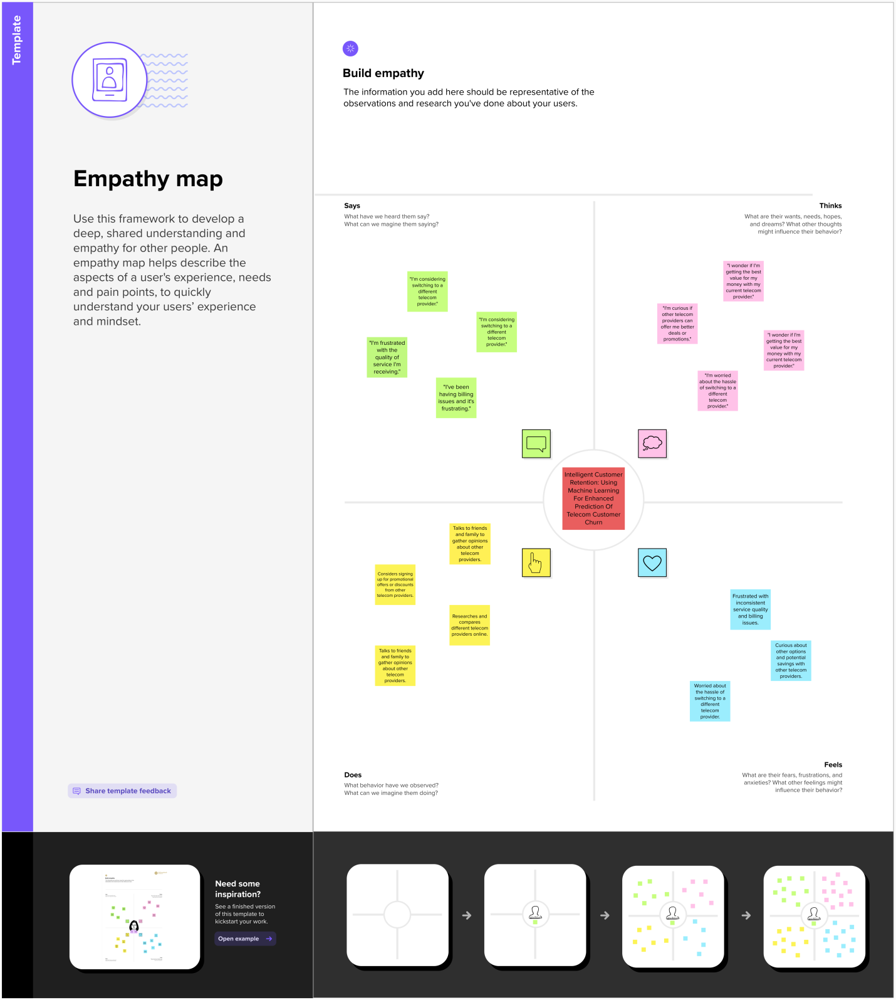 Template
Empathy map
Use this framework to develop a
deep, shared understanding and
empathy for other people. An
empathy map helps describe the
aspects of a user's experience, needs
and pain points, to quickly
understand your users' experience
and mindset.
Share template feedback
Build empathy
The information you add here should be representative of the
observations and research you've done about your users.
Says
What have we heard them say?
What can we magine them saying?
Thinks
What are their wants, needs, hopes,
and dreams? What other thoughts
might influence their behavior?
"I'm considering
switching to a
different
telecom
provider."
"I'm considering
switching to a
different
telecom
provider."
"I'm frustrated
with the
quality of
service I'm
receiving."
"I've been
having billing
issues and it's
frustrating."
"I wonder if I'm
getting the best
value for my
money with my
current telecom
provider."
"I'm curious if
other telecom
providers can
offer me better
deals or
promotions."
"I wonder if I'm
getting the best
value for my
money with my
current telecom
provider."
"I'm worried
about the hassle
of switching to a
different
telecom
provider."
Intelligent Customer
Retention: Using
Machine Learning
For Enhanced
Prediction Of
Telecom Customer
Churn
Talks to friends
and family to
gather opinions
about other
telecom
providers.
Considers signing
up for promotional
offers or discounts
from other
telecom providers.
Researches and
compares
different telecom
providers online.
Talks to friends
and family to
gather opinions
about other
telecom
providers.
Frustrated with
inconsistent
service quality
and billing
issues.
Curious about
other options
and potential
savings with
other telecom
providers.
Worried about
the hassle of
switching to a
different
telecom
provider.
Does
What behavior have we observed?
What can we imagine them doing?
Feels
What are their fears, frustrations, and
anxieties? What other feelings might
influence their behavior?
Need some
inspiration?
See a finished version
of this template to
kickstart your work.
Open example